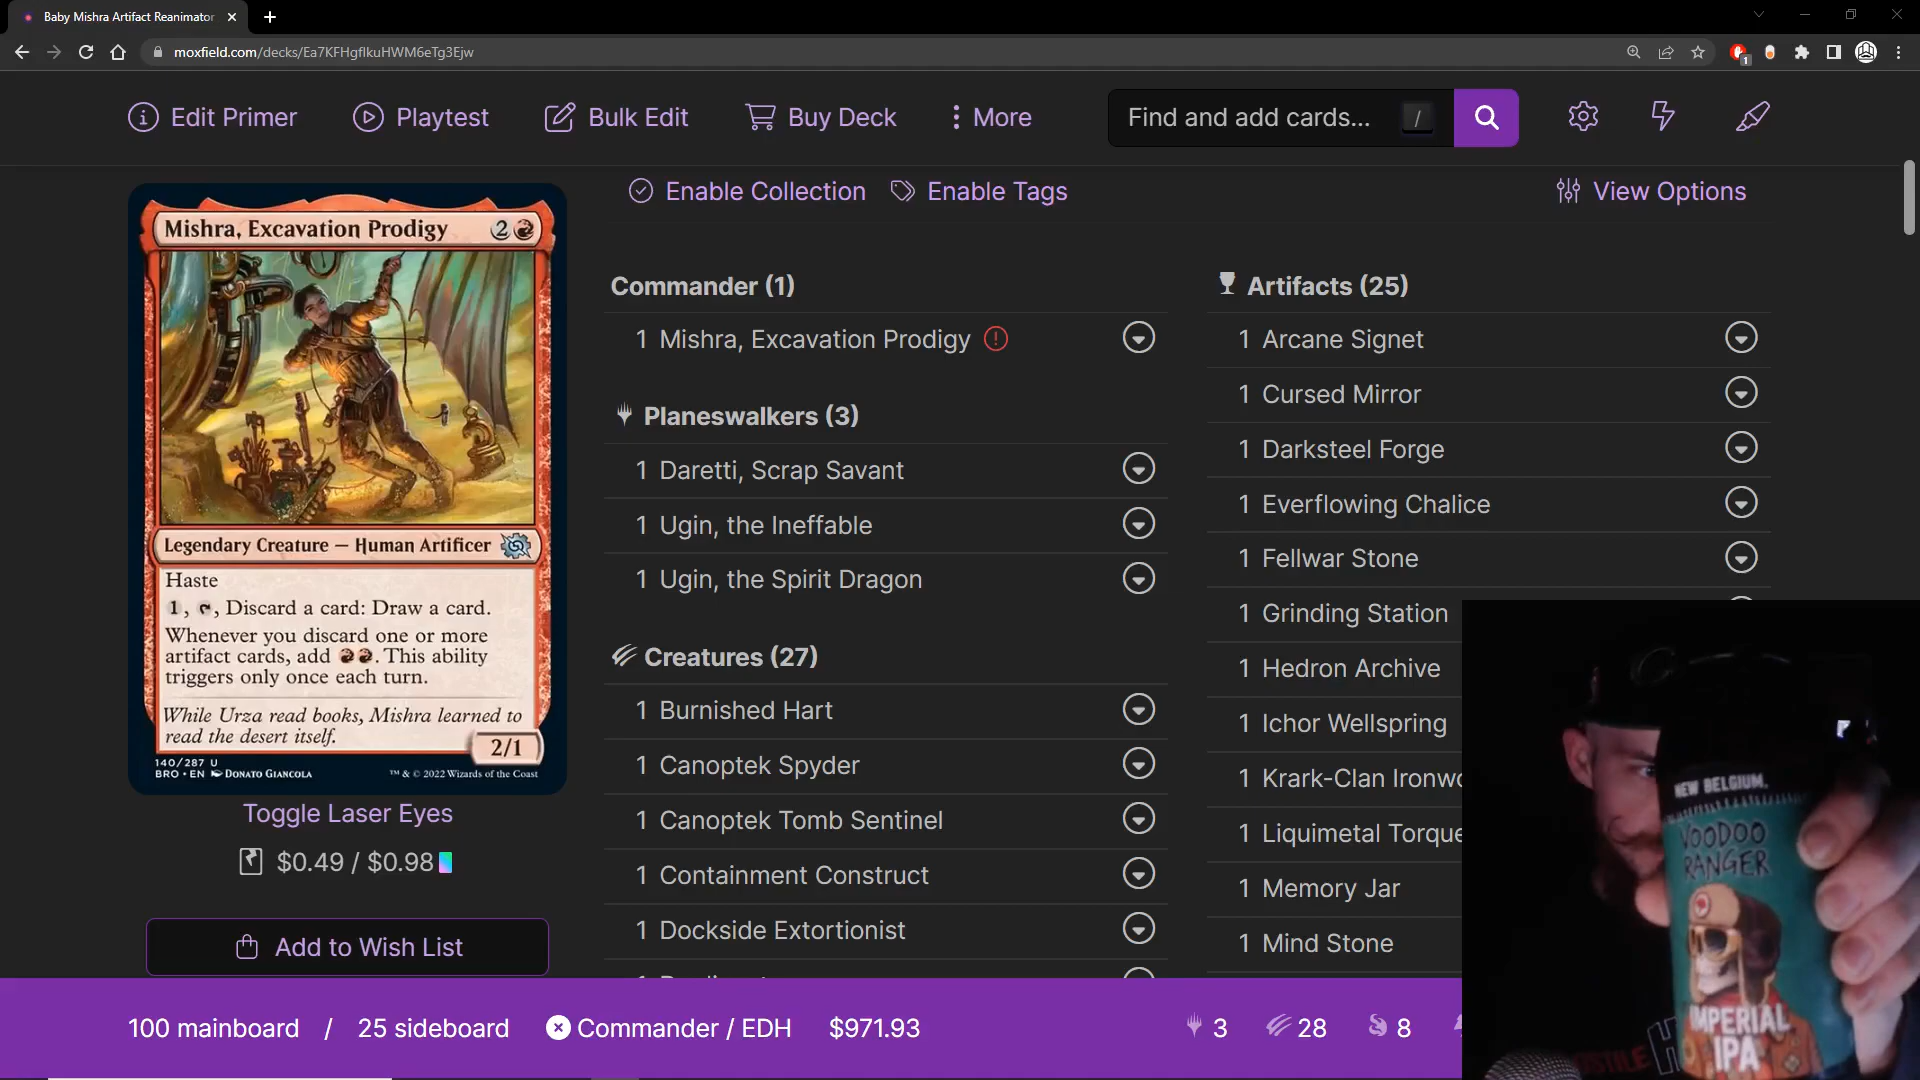 Baby Mishra Artifact Reanimator
moxfield.com/decks/Ea7KFHgflkuHWM6eTg3Ejw
1
Edit Primer
Playtest
Bulk Edit
Buy Deck
More
Find and add cards... /
Enable Collection
Enable Tags
View Options
Mishra, Excavation Prodigy 2
Legendary Creature — Human Artificer
Haste
1, , Discard a card: Draw a card.
Whenever you discard one or more
artifact cards, add . This ability
triggers only once each turn.
While Urza read books, Mishra learned to
read the desert itself.
2/1
140/287 U
BRO • EN DONATO GIANCOLA
™ & © 2022 Wizards of the Coast
Toggle Laser Eyes
$0.49 / $0.98
Add to Wish List
Commander (1)
1 Mishra, Excavation Prodigy
Planeswalkers (3)
1 Daretti, Scrap Savant
1 Ugin, the Ineffable
1 Ugin, the Spirit Dragon
Creatures (27)
1 Burnished Hart
1 Canoptek Spyder
1 Canoptek Tomb Sentinel
1 Containment Construct
1 Dockside Extortionist
Artifacts (25)
1 Arcane Signet
1 Cursed Mirror
1 Darksteel Forge
1 Everflowing Chalice
1 Fellwar Stone
1 Grinding Station
1 Hedron Archive
1 Ichor Wellspring
1 Krark-Clan Ironwo
1 Liquimetal Torque
1 Memory Jar
1 Mind Stone
100 mainboard / 25 sideboard
Commander / EDH
$971.93
3
28
8
NEW BELGIUM.
VOODOO
RANGER
IMPERIAL
IPA